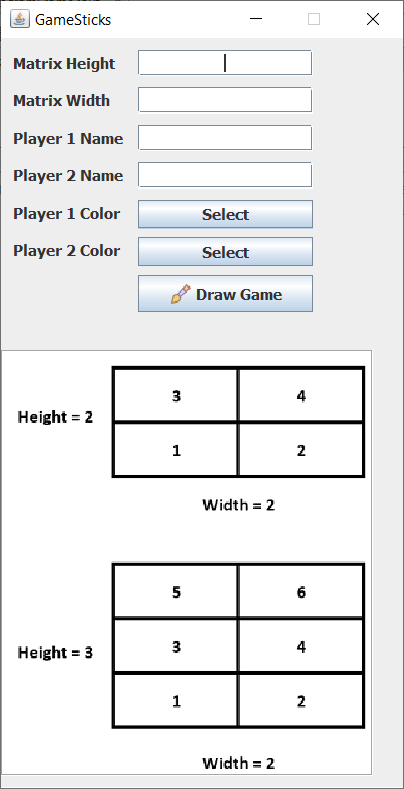 GameSticks
Matrix Height
Matrix Width
Player 1 Name
Player 2 Name
Player 1 Color Select
Player 2 Color Select
Draw Game
3 4
Height = 2
1 2
Width = 2
5 6
3 4
Height = 3
1 2
Width = 2